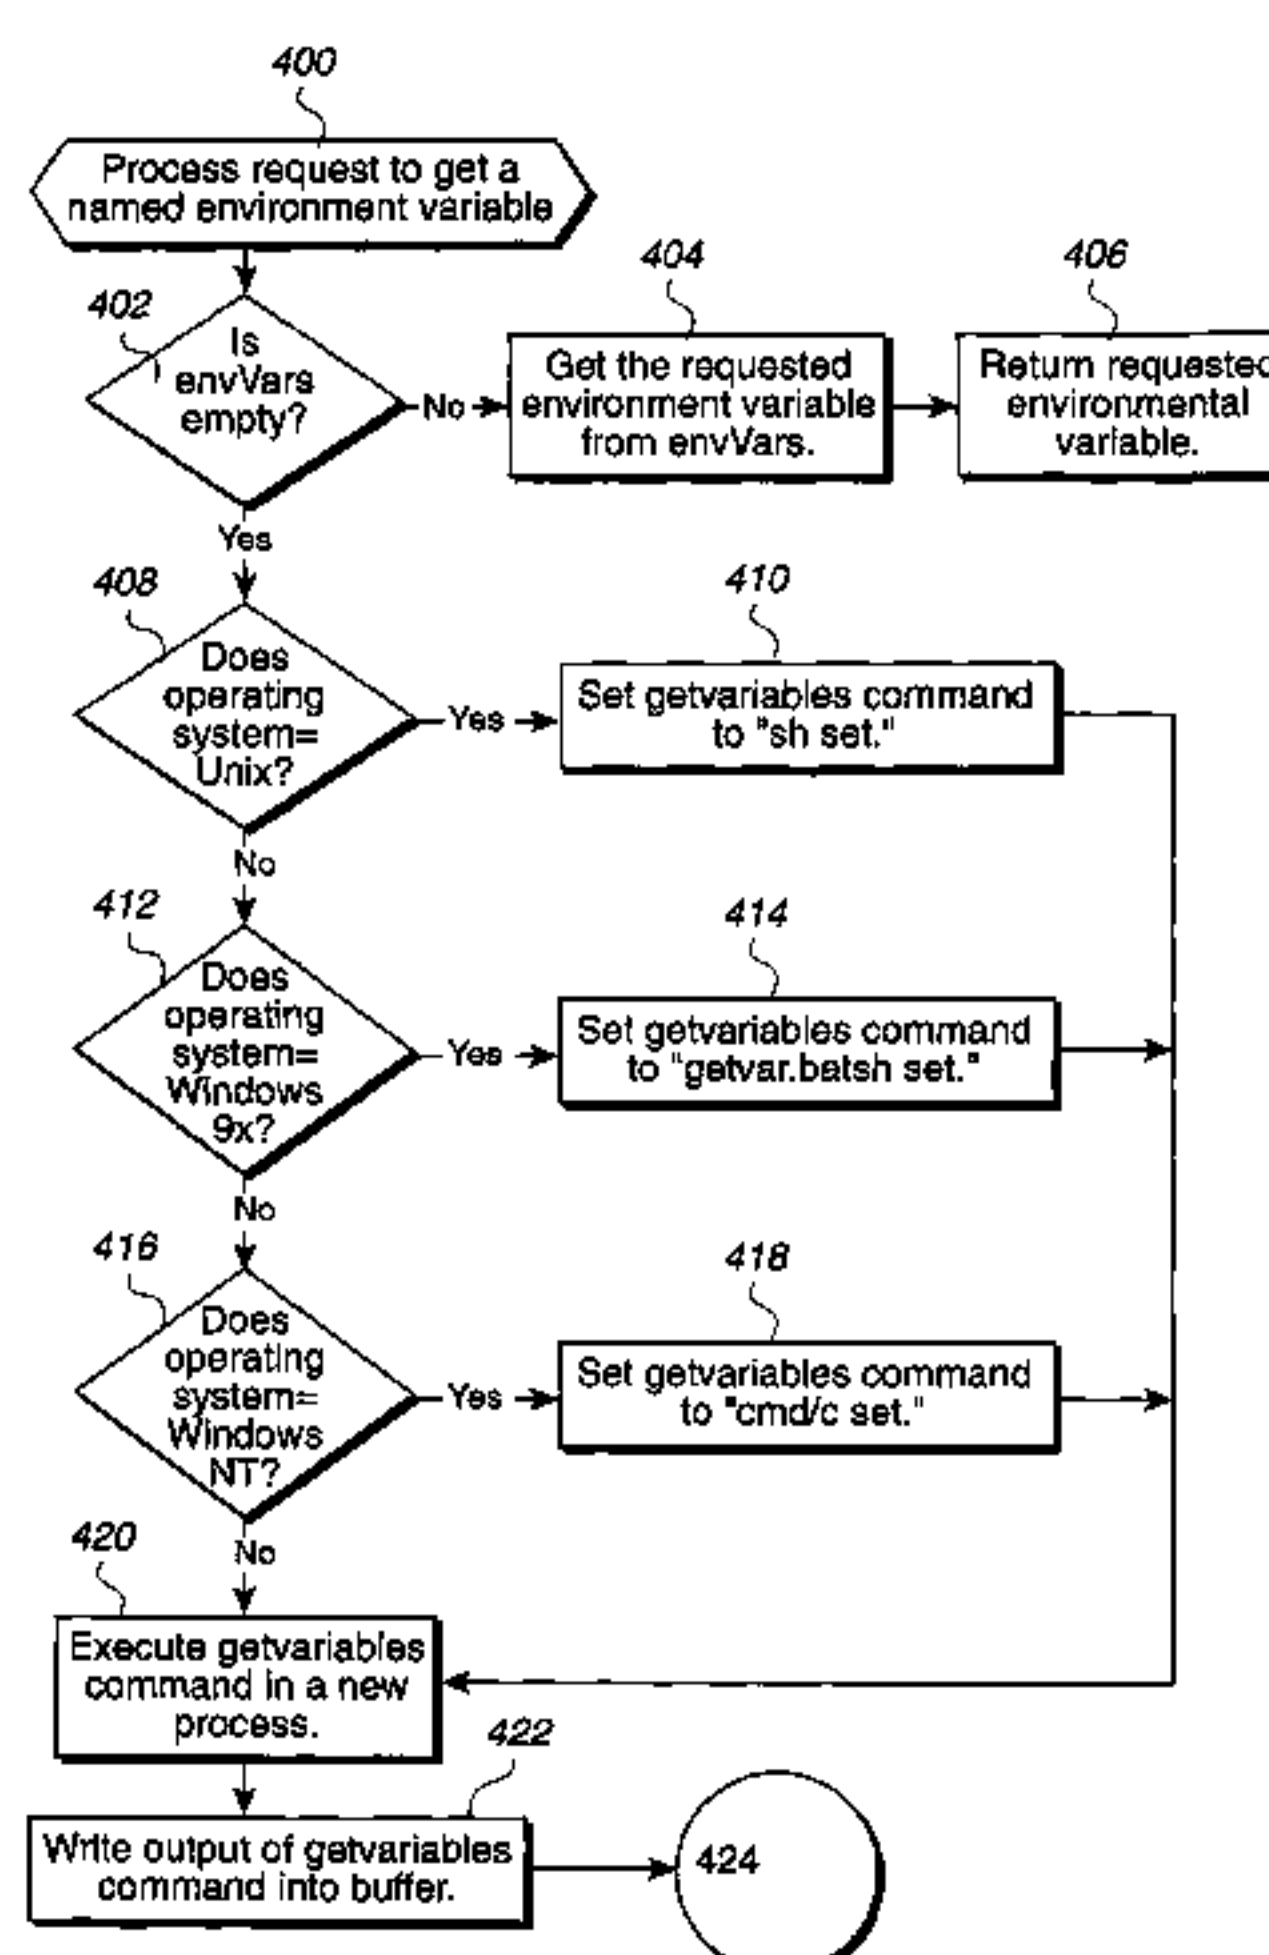 400
Process request to get a
named environment variable
402
Is
envVars
empty?
No
404
Get the requested
environment variable
from envVars.
406
Return requested
environmental
variable.
Yes
408
Does
operating
system=
Unix?
Yes
410
Set getvariables command
to "sh set."
No
412
Does
operating
system=
Windows
9x?
Yes
414
Set getvariables command
to "getvar.batsh set."
No
416
Does
operating
system=
Windows
NT?
Yes
418
Set getvariables command
to "cmd/c set."
No
420
Execute getvariables
command in a new
process.
422
Write output of getvariables
command into buffer.
424